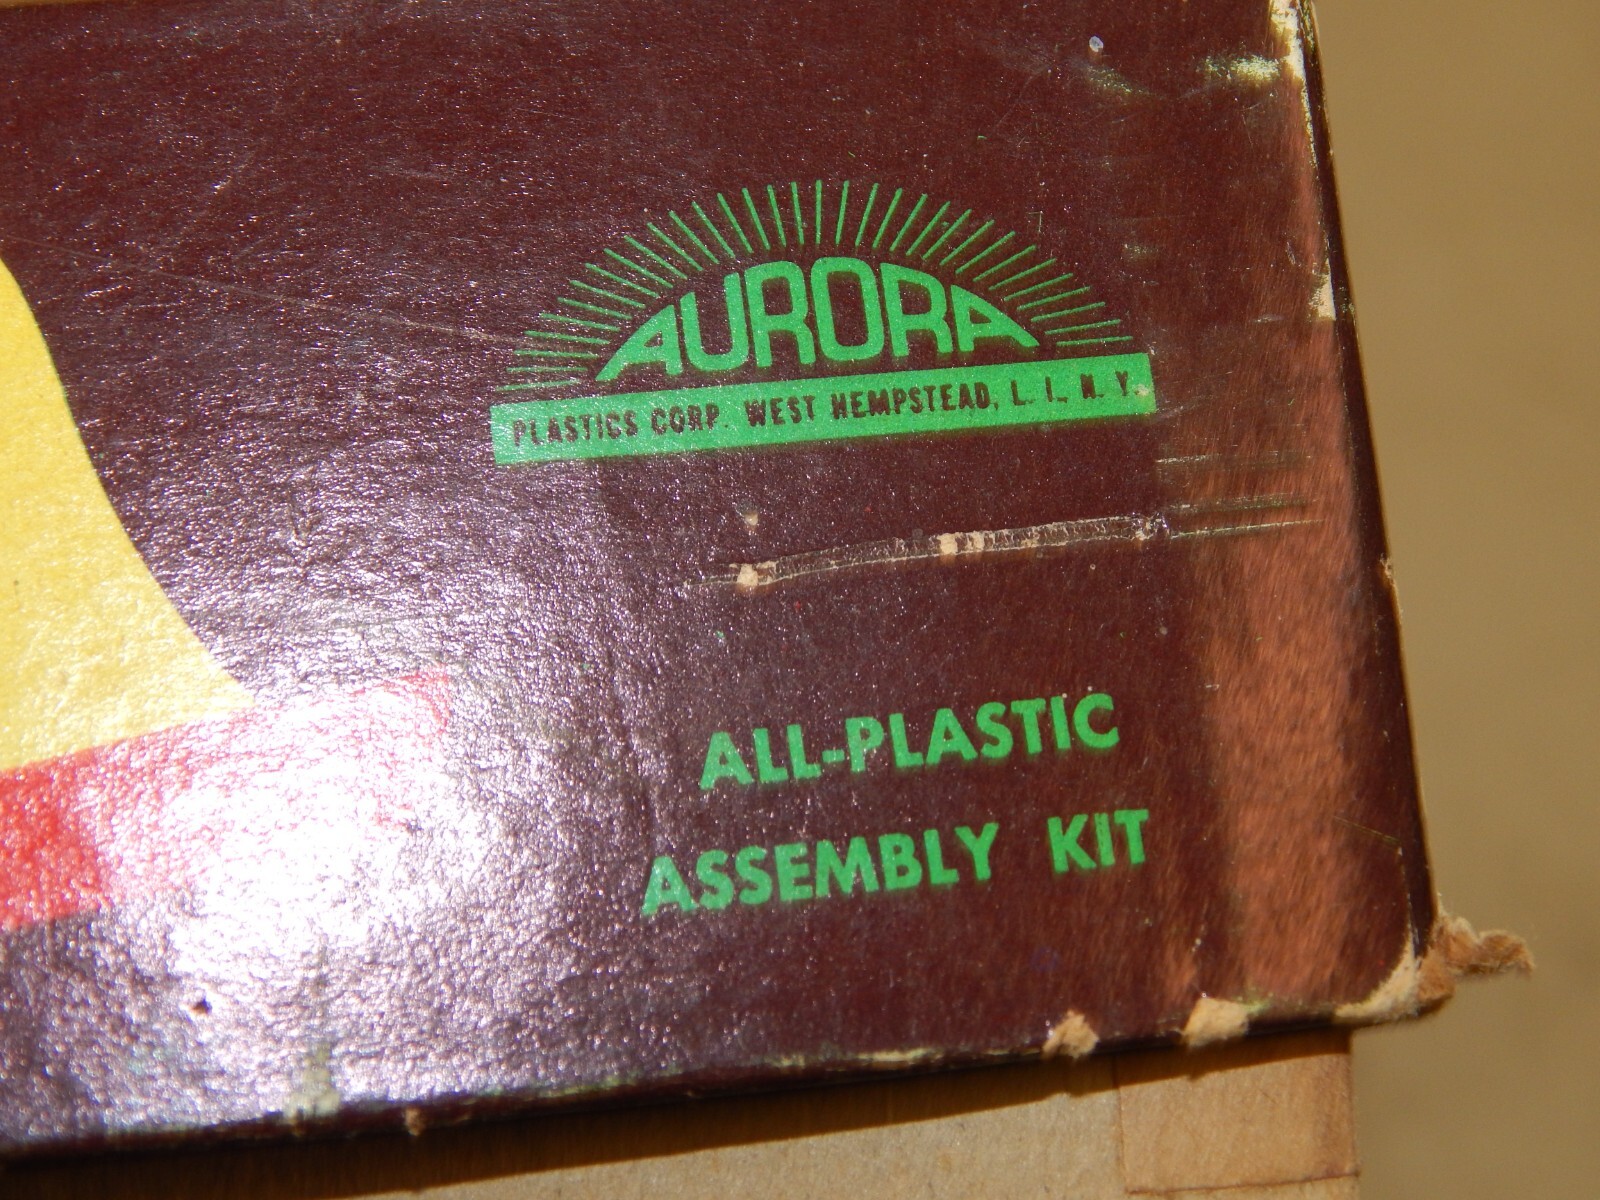 AURORA
PLASTICS CORP. WEST HEMPSTEAD, L. I., N. Y.
ALL-PLASTIC
ASSEMBLY KIT